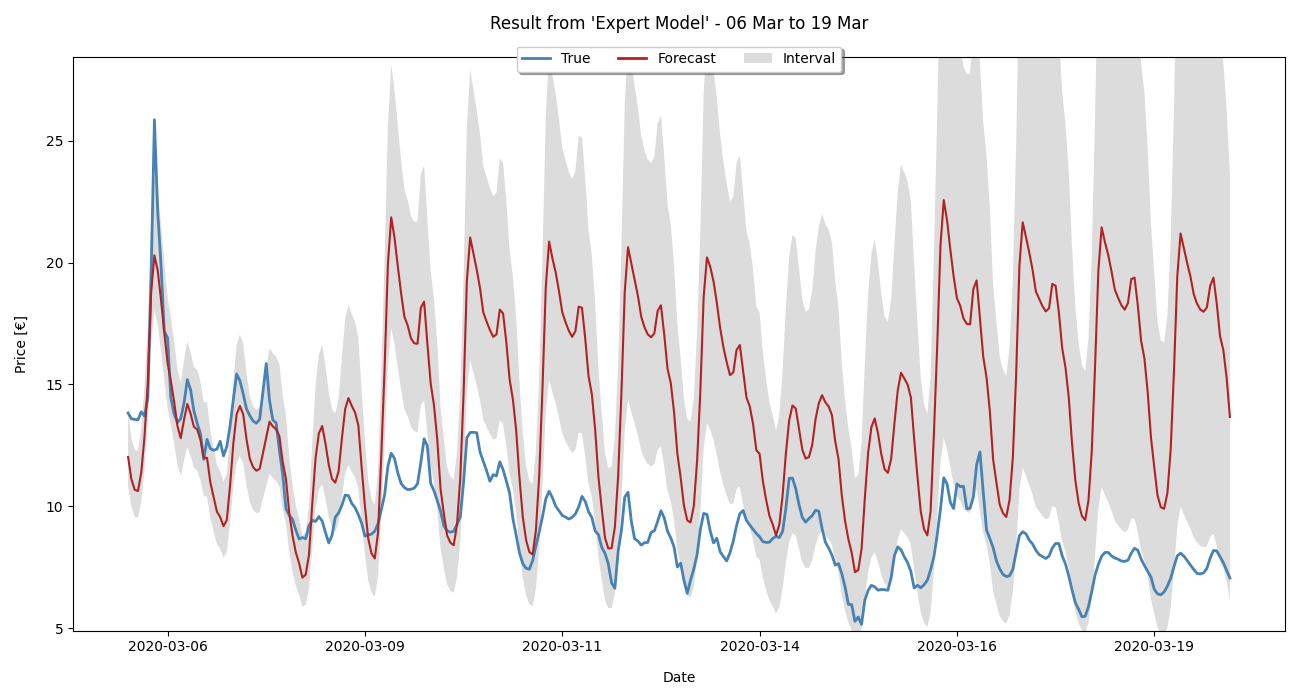 Result from 'Expert Model' - 06 Mar to 19 Mar
True Forecast Interval
25
20
15
10
5
Price [€]
2020-03-06 2020-03-09 2020-03-11 2020-03-14 2020-03-16 2020-03-19
Date